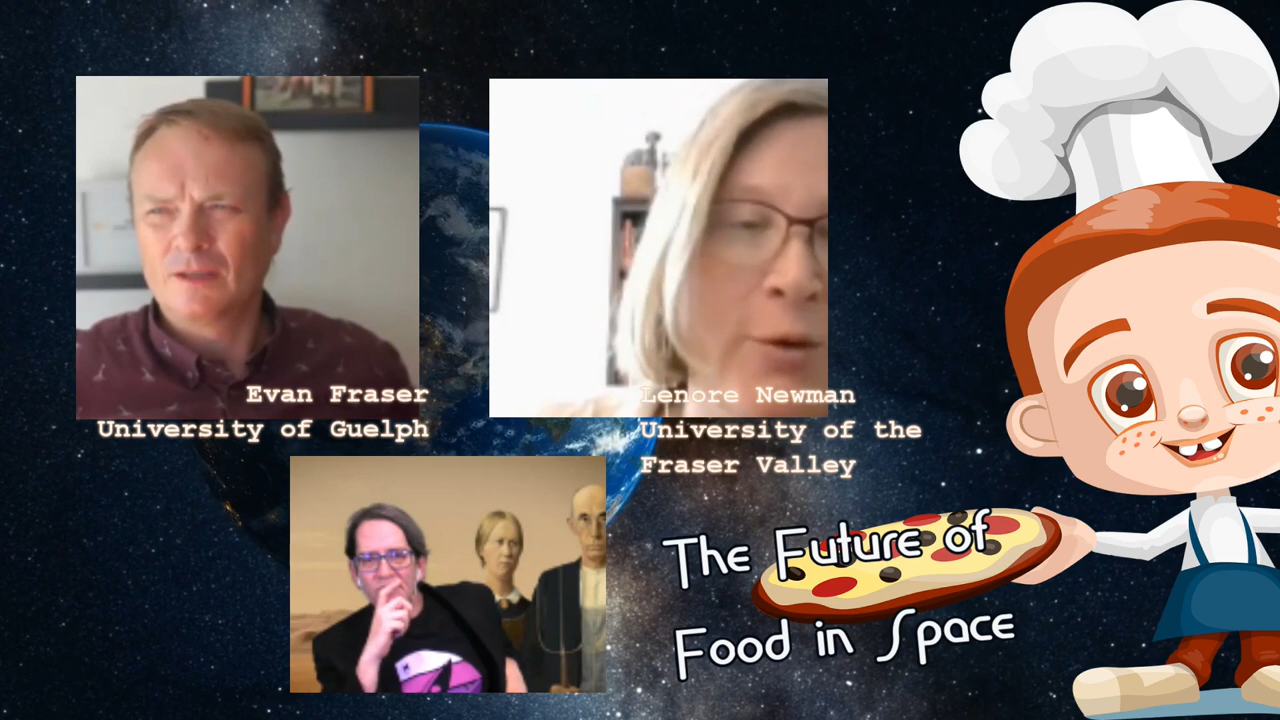 Evan Fraser
University of Guelph
Lenore Newman
University of the
Fraser Valley
The Future of
Food in Space